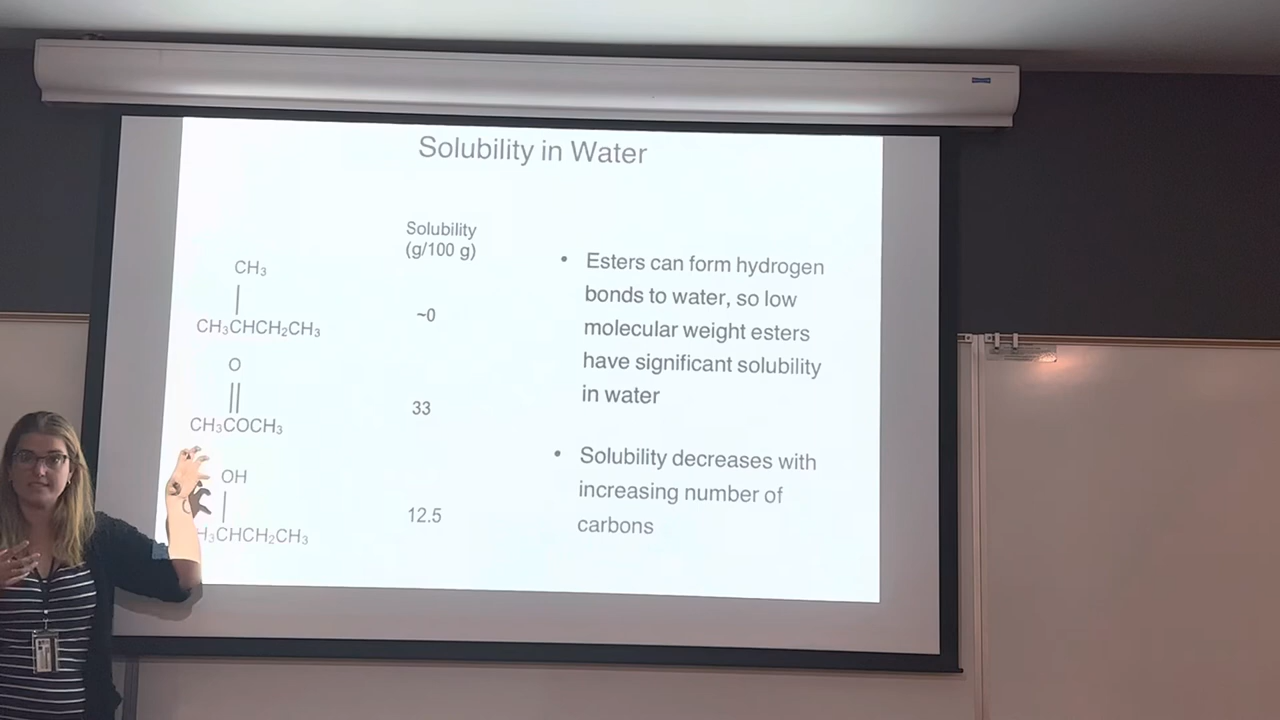 Solubility in Water
Solubility
(g/100 g)
CH₃
CH₃CHCH₂CH₃
~0
O
CH₃COCH₃
33
OH
H₃CHCH₂CH₃
12.5
• Esters can form hydrogen
bonds to water, so low
molecular weight esters
have significant solubility
in water
• Solubility decreases with
increasing number of
carbons